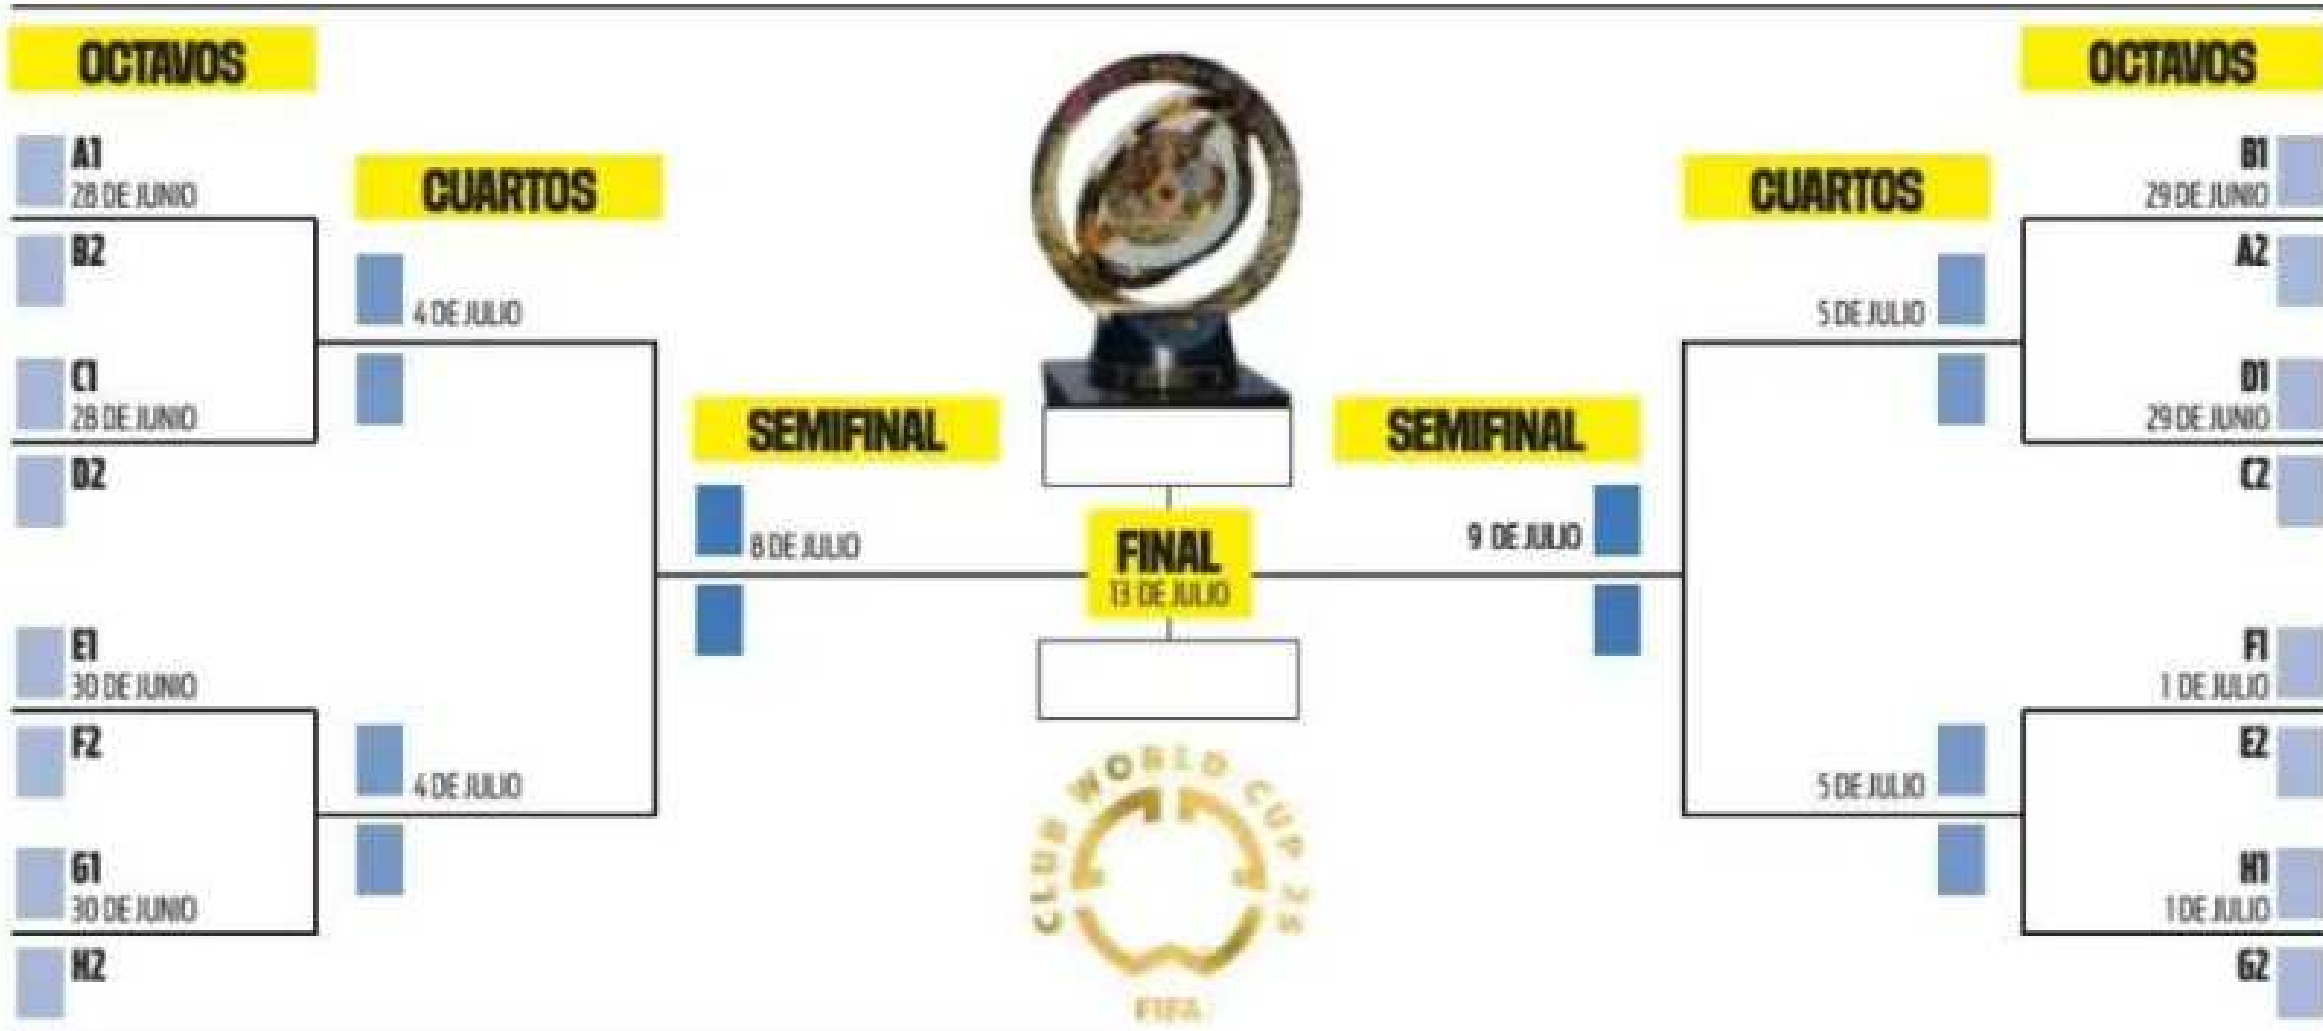 OCTAVOS
A1
28 DE JUNIO
B2
C1
28 DE JUNIO
D2
E1
30 DE JUNIO
F2
G1
30 DE JUNIO
H2
CUARTOS
4 DE JULIO
4 DE JULIO
SEMIFINAL
8 DE JULIO
FINAL
13 DE JULIO
CLUB WORLD CUP 25
FIFA
SEMIFINAL
9 DE JULIO
CUARTOS
5 DE JULIO
5 DE JULIO
OCTAVOS
B1
29 DE JUNIO
A2
D1
29 DE JUNIO
C2
F1
1 DE JULIO
E2
H1
1 DE JULIO
G2